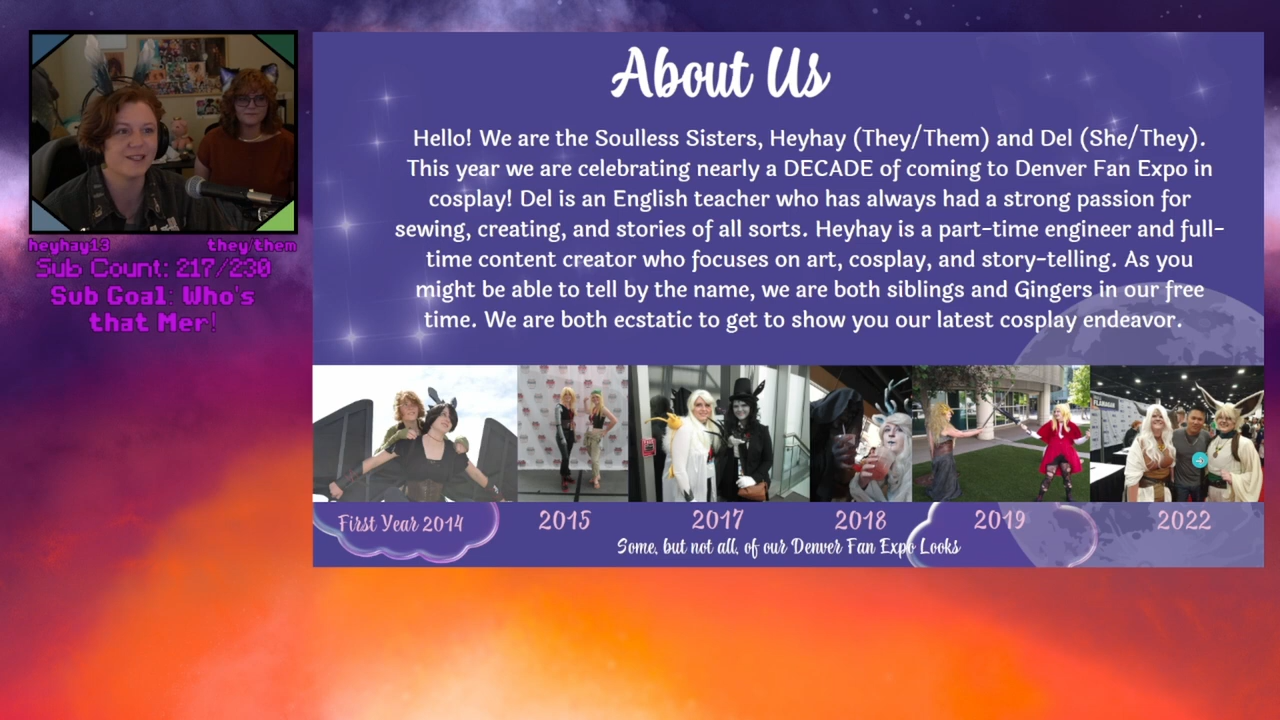 About Us
Hello! We are the Soulless Sisters, Heyhay (They/Them) and Del (She/They).
This year we are celebrating nearly a DECADE of coming to Denver Fan Expo in
cosplay! Del is an English teacher who has always had a strong passion for
sewing, creating, and stories of all sorts. Heyhay is a part-time engineer and full-
time content creator who focuses on art, cosplay, and story-telling. As you
might be able to tell by the name, we are both siblings and Gingers in our free
time. We are both ecstatic to get to show you our latest cosplay endeavor.
heyhay13 they/them
Sub Count: 217/230
Sub Goal: Who's
that Mer!
First Year 2014 2015 2017 2018 2019 2022
Some, but not all, of our Denver Fan Expo Looks